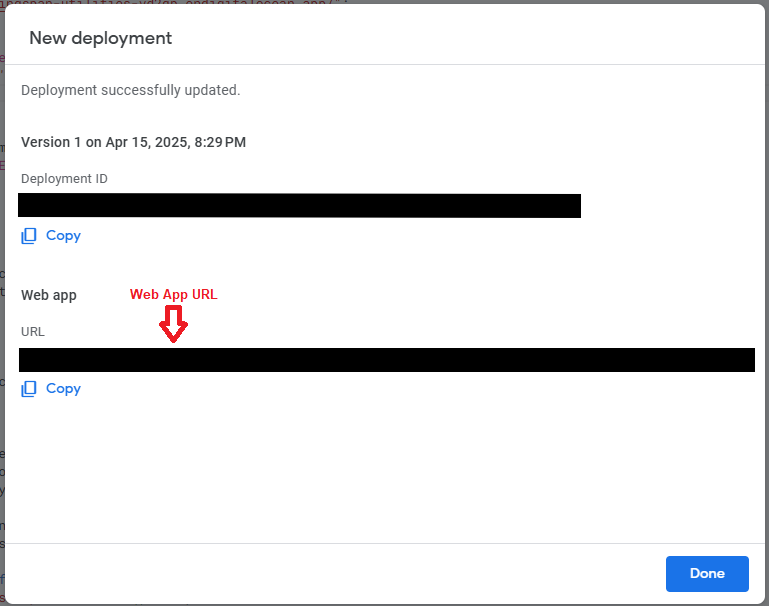 New deployment
Deployment successfully updated.
Version 1 on Apr 15, 2025, 8:29 PM
Deployment ID
Copy
Web app
Web App URL
URL
Copy
Done